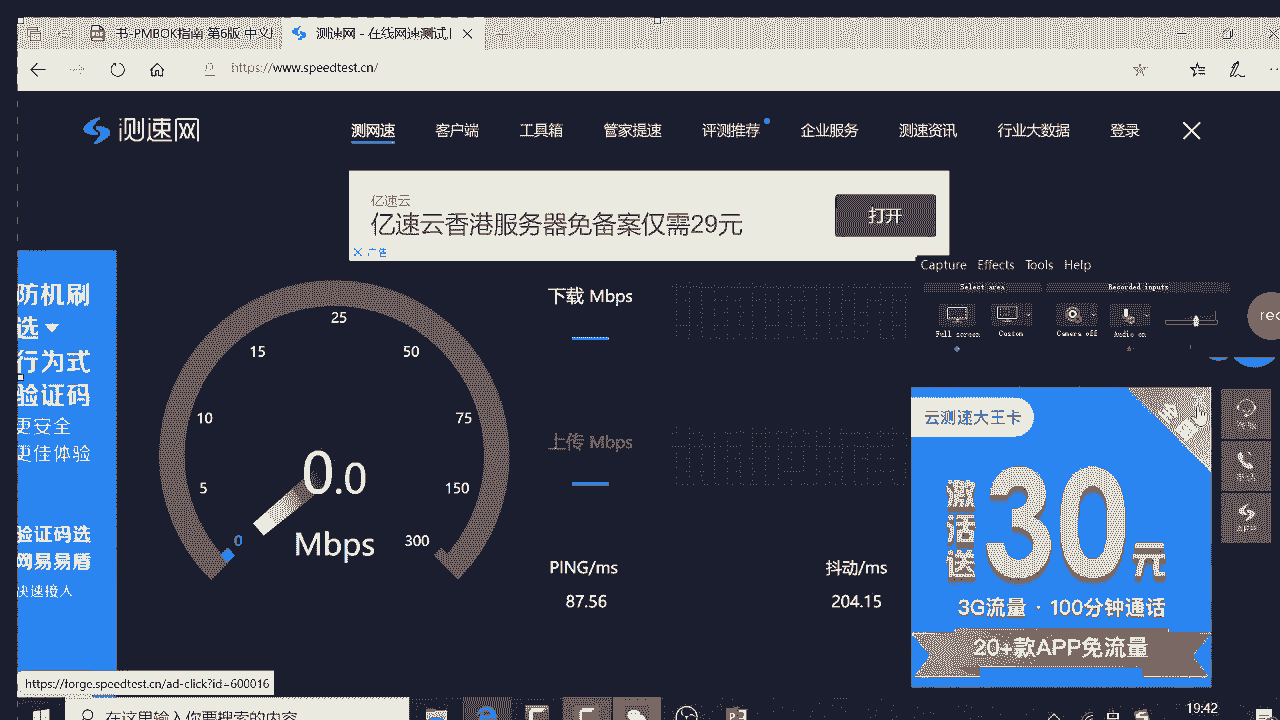 书-PMBOK指南 第6版 中文
测速网 - 在线网速测试,
https://www.speedtest.cn/
测速网
测网速 客户端 工具箱 管家提速 评测推荐 企业服务 测速资讯 行业大数据 登录
亿速云
亿速云香港服务器免备案仅需29元
打开
广告
Capture Effects Tools Help
Select area Recorded inputs
Full screen Custom Camera off Audio on
rec
防机刷
选
行为式
验证码
更安全
更佳体验
验证码选
网易易盾
快速接入
0 5 10 15 25 50 75 150 300
0.0
Mbps
下载 Mbps
上传 Mbps
PING/ms 抖动/ms
87.56 204.15
云测速大王卡
激活送30元
3G流量 · 100分钟通话
20+款APP免流量
APP
https://forge.speedtest.cn/ad-click?id=600016
在这里输入你要搜索的内容
19:42